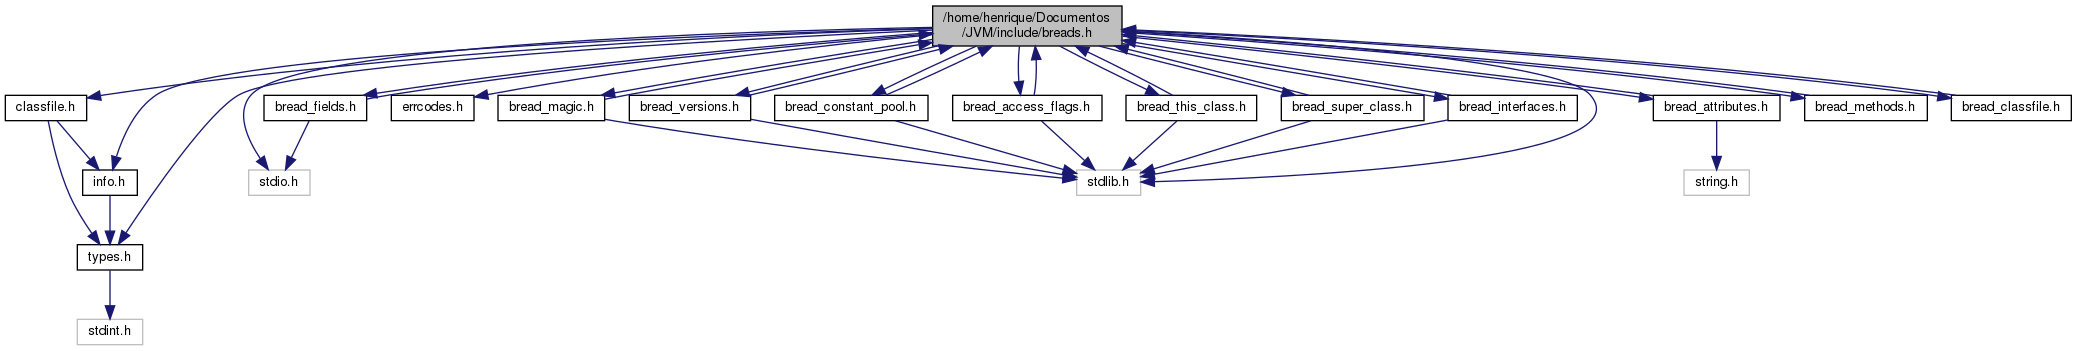 /home/henrique/Documentos
/JVM/include/breads.h
classfile.h
bread_fields.h
errcodes.h
bread_magic.h
bread_versions.h
bread_constant_pool.h
bread_access_flags.h
bread_this_class.h
bread_super_class.h
bread_interfaces.h
bread_attributes.h
bread_methods.h
bread_classfile.h
info.h
stdio.h
stdlib.h
string.h
types.h
stdint.h